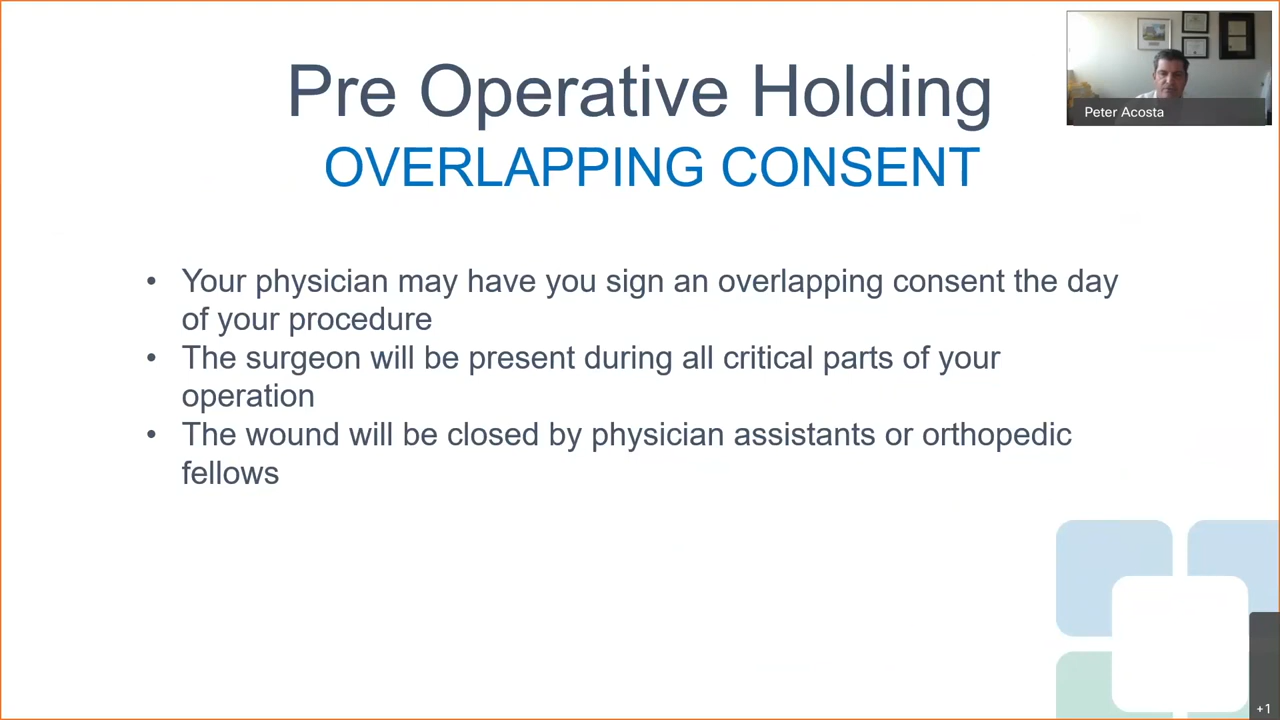 Pre Operative Holding
OVERLAPPING CONSENT
Peter Acosta
• Your physician may have you sign an overlapping consent the day
of your procedure
• The surgeon will be present during all critical parts of your
operation
• The wound will be closed by physician assistants or orthopedic
fellows
+1